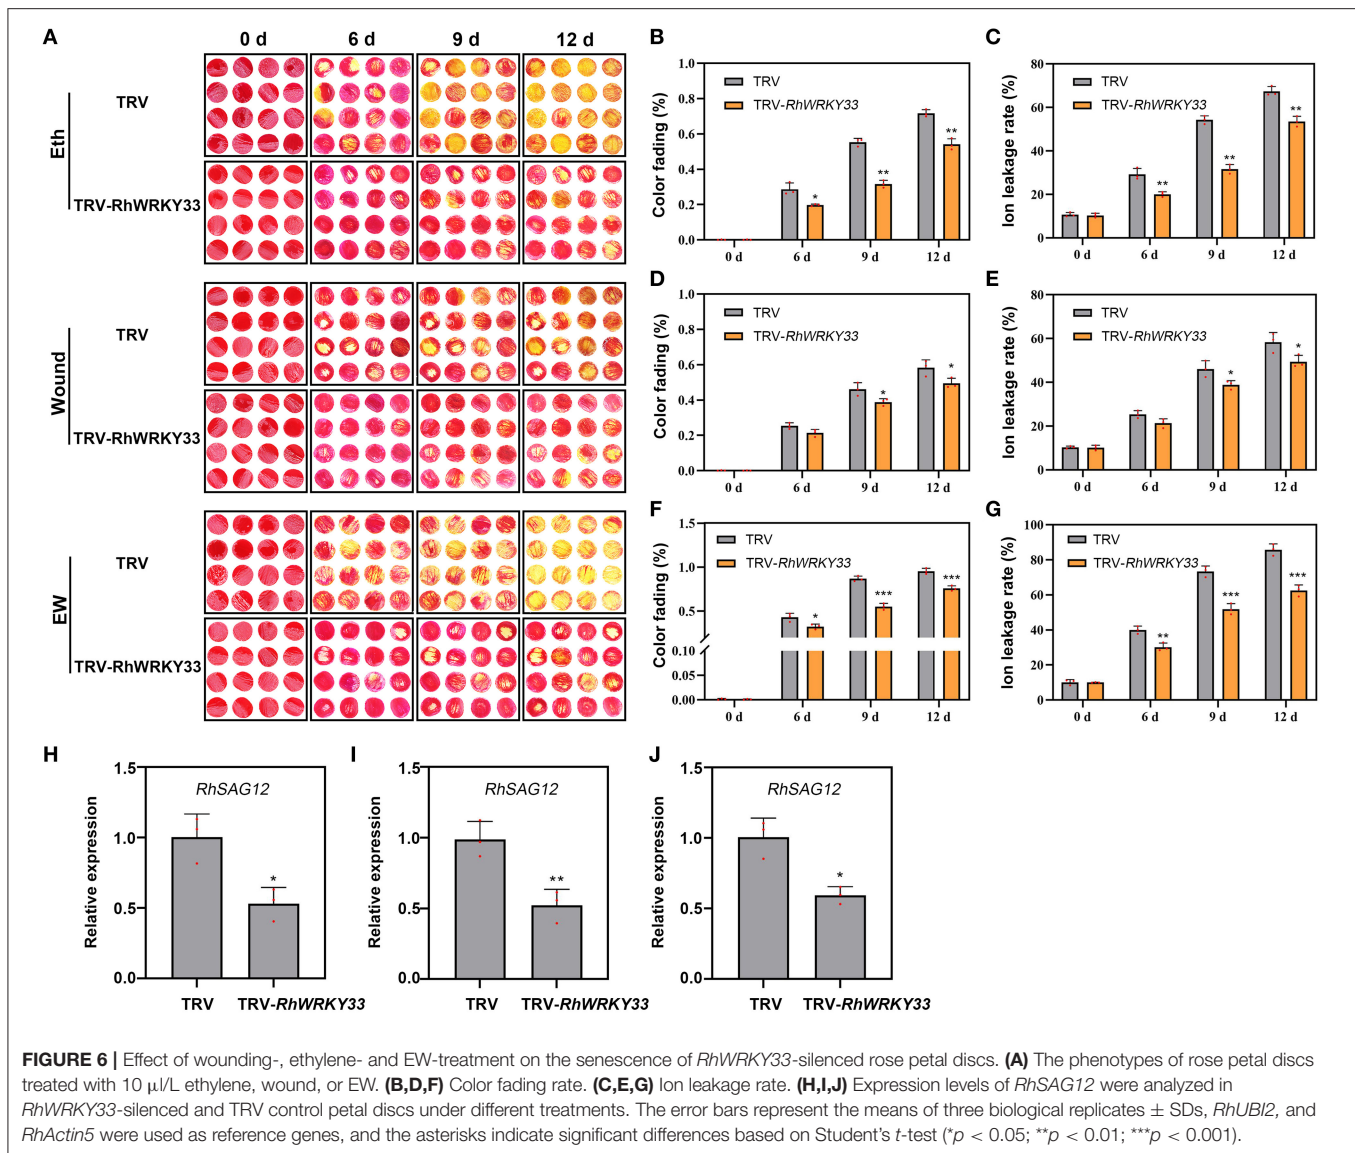 A
0 d 6 d 9 d 12 d
Eth
TRV
TRV-RhWRKY33
Wound
TRV
TRV-RhWRKY33
EW
TRV
TRV-RhWRKY33
B
Color fading (%)
1.0
0.8
0.6
0.4
0.2
0.0
TRV
TRV-RhWRKY33
*
**
**
0 d 6 d 9 d 12 d
C
Ion leakage rate (%)
80
60
40
20
0
TRV
TRV-RhWRKY33
**
**
**
0 d 6 d 9 d 12 d
D
Color fading (%)
1.0
0.8
0.6
0.4
0.2
0.0
TRV
TRV-RhWRKY33
*
*
0 d 6 d 9 d 12 d
E
Ion leakage rate (%)
80
60
40
20
0
TRV
TRV-RhWRKY33
*
*
0 d 6 d 9 d 12 d
F
Color fading (%)
1.5
1.0
0.5
0.10
0.05
0.00
TRV
TRV-RhWRKY33
*
***
***
0 d 6 d 9 d 12 d
G
Ion leakage rate (%)
100
80
60
40
20
0
TRV
TRV-RhWRKY33
**
***
***
0 d 6 d 9 d 12 d
H
Relative expression
1.5
1.0
0.5
0.0
RhSAG12
*
TRV TRV-RhWRKY33
I
Relative expression
1.5
1.0
0.5
0.0
RhSAG12
**
TRV TRV-RhWRKY33
J
Relative expression
1.5
1.0
0.5
0.0
RhSAG12
*
TRV TRV-RhWRKY33
FIGURE 6 | Effect of wounding-, ethylene- and EW-treatment on the senescence of RhWRKY33-silenced rose petal discs. (A) The phenotypes of rose petal discs
treated with 10 μl/L ethylene, wound, or EW. (B,D,F) Color fading rate. (C,E,G) Ion leakage rate. (H,I,J) Expression levels of RhSAG12 were analyzed in
RhWRKY33-silenced and TRV control petal discs under different treatments. The error bars represent the means of three biological replicates ± SDs, RhUBI2, and
RhActin5 were used as reference genes, and the asterisks indicate significant differences based on Student's t-test (*p < 0.05; **p < 0.01; ***p < 0.001).